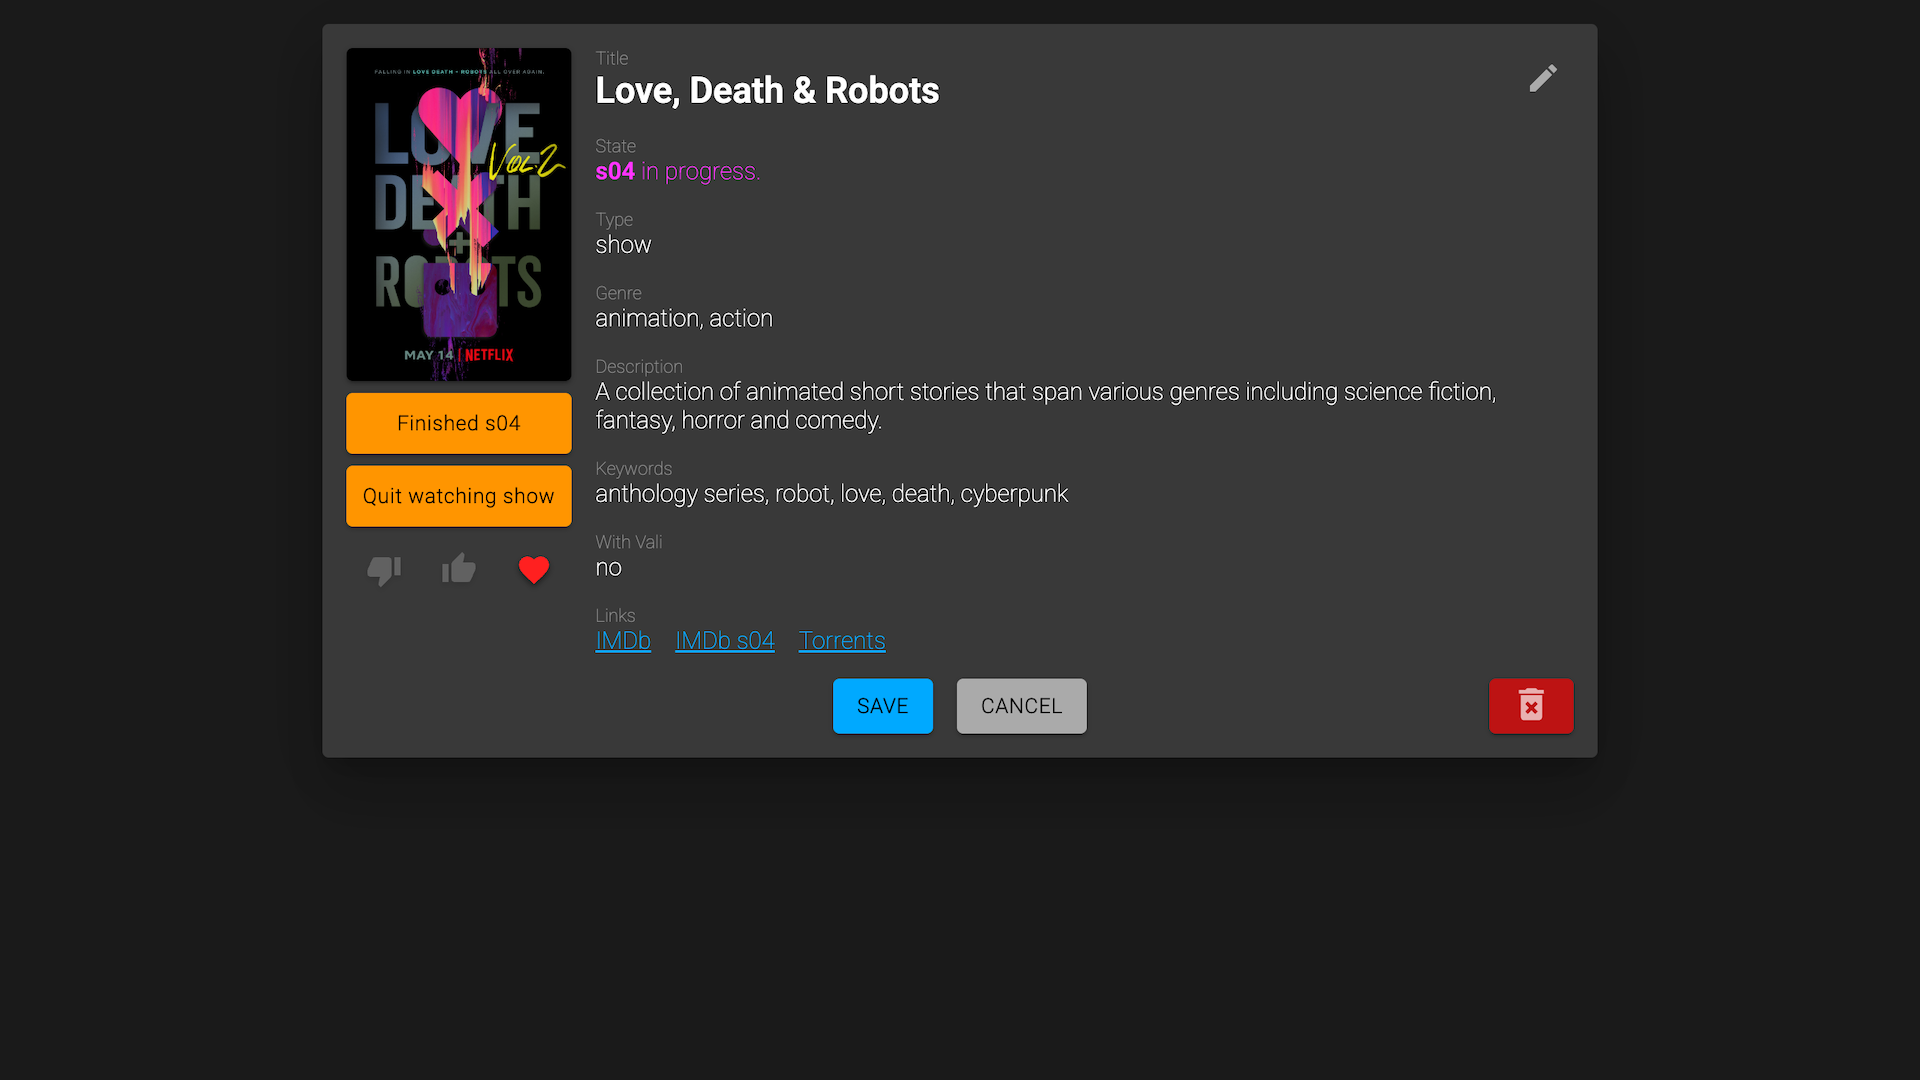 FALLING IN LOVE DEATH + ROBOTS ALL OVER AGAIN.
LOVE
VOL.2
DEATH
+
ROBOTS
MAY 14 | NETFLIX
Finished s04
Quit watching show
Title
Love, Death & Robots
State
s04 in progress.
Type
show
Genre
animation, action
Description
A collection of animated short stories that span various genres including science fiction,
fantasy, horror and comedy.
Keywords
anthology series, robot, love, death, cyberpunk
With Vali
no
Links
IMDb IMDb s04 Torrents
SAVE CANCEL